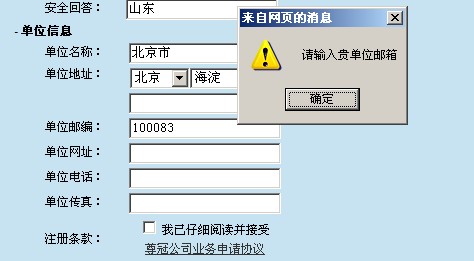 安全回答： 山东
来自网页的消息
- 单位信息
单位名称： 北京市
请输入贵单位邮箱
单位地址： 北京 海淀
确定
单位邮编： 100083
单位网址：
单位电话：
单位传真：
注册条款： 我已仔细阅读并接受
尊冠公司业务申请协议